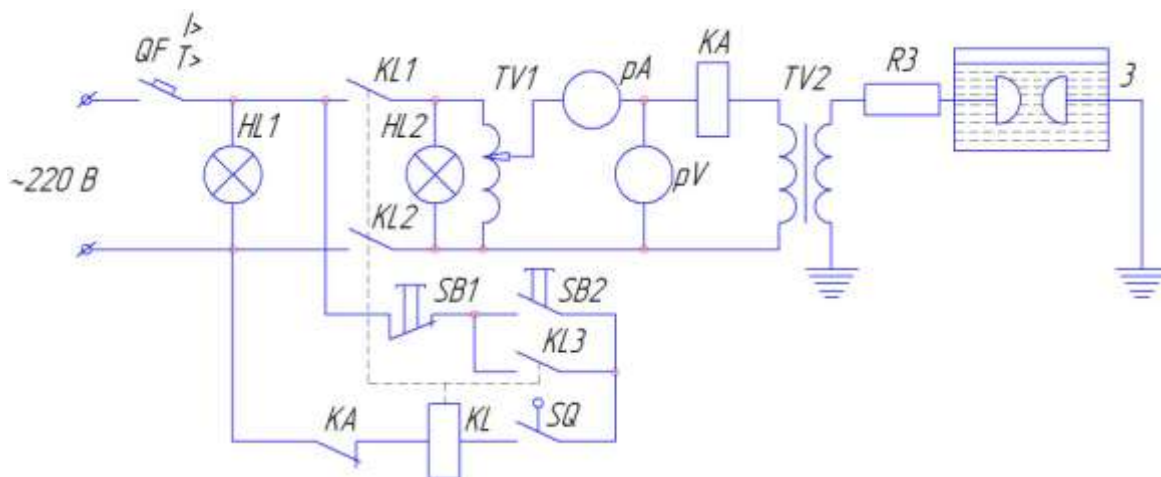 I>
QF T>
KL1
TV1
pA
KA
TV2
R3
3
HL1
HL2
~220 В
pV
KL2
SB1
SB2
KL3
KA
KL
SQ